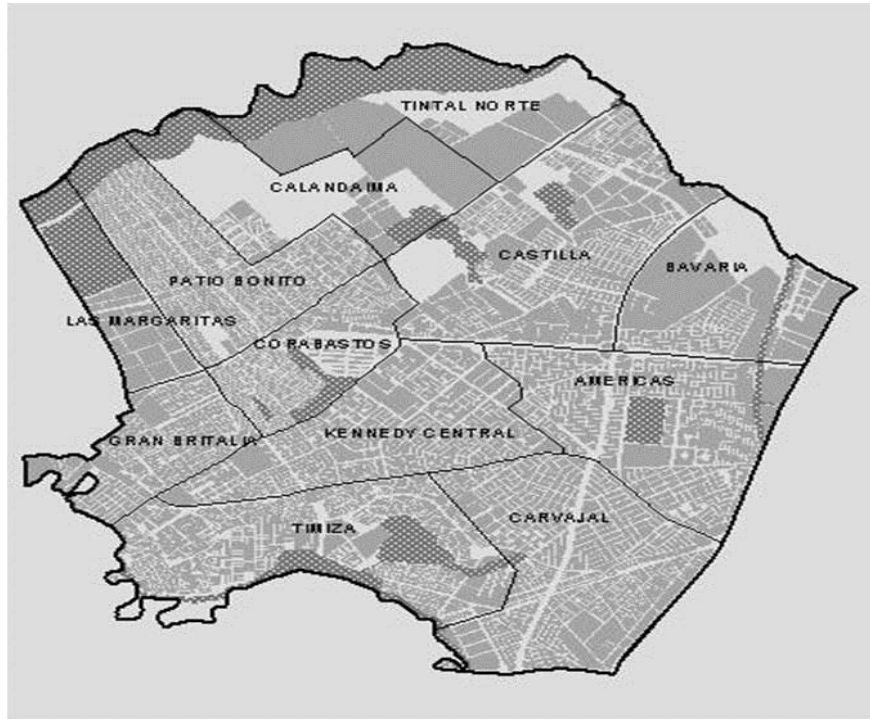 TINTAL NORTE
CALANDAIMA
CASTILLA
BAVARIA
PATIO BONITO
LAS MARGARITAS
CORABASTOS
AMERICAS
GRAN BRITALIA
KENNEDY CENTRAL
CARVAJAL
TIMIZA